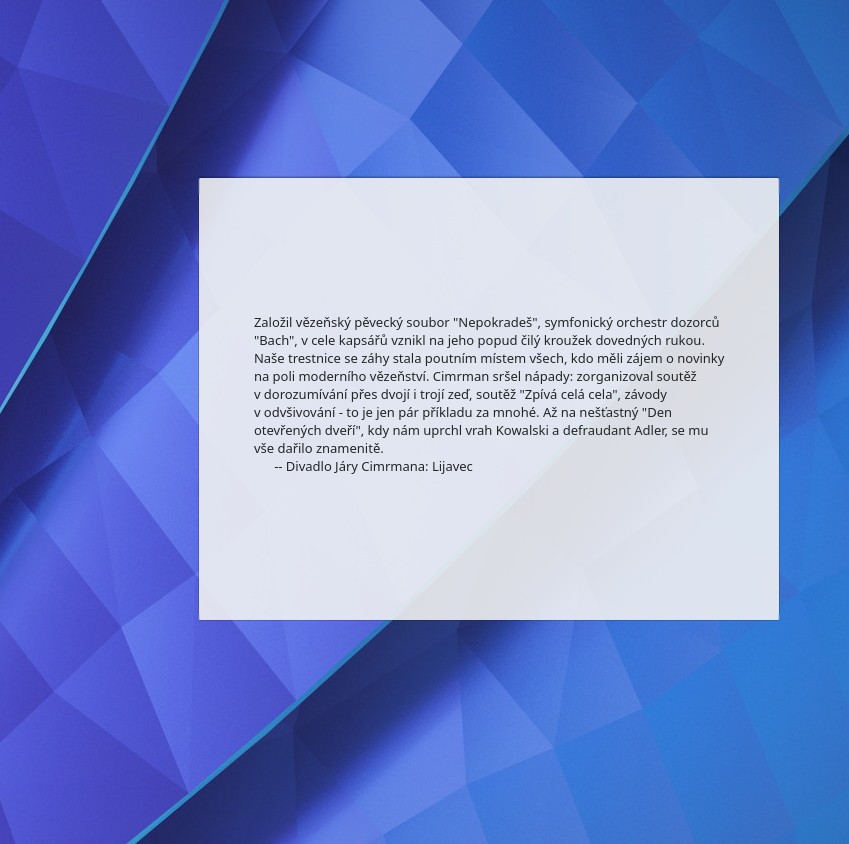 Založil vězeňský pěvecký soubor "Nepokradeš", symfonický orchestr dozorců
"Bach", v cele kapsářů vznikl na jeho popud čilý kroužek dovedných rukou.
Naše trestnice se záhy stala poutním místem všech, kdo měli zájem o novinky
na poli moderního vězeňství. Cimrman sršel nápady: zorganizoval soutěž
v dorozumívání přes dvojí i trojí zeď, soutěž "Zpívá celá cela", závody
v odvšivování - to je jen pár příkladu za mnohé. Až na nešťastný "Den
otevřených dveří", kdy nám uprchl vrah Kowalski a defraudant Adler, se mu
vše dařilo znamenitě.
-- Divadlo Járy Cimrmana: Lijavec